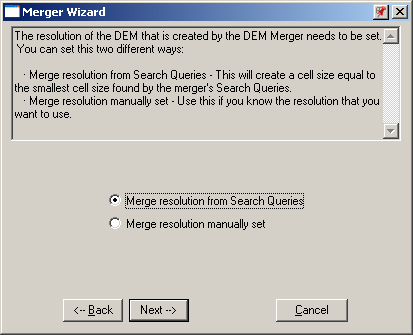 Merger Wizard
The resolution of the DEM that is created by the DEM Merger needs to be set.
You can set this two different ways:
· Merge resolution from Search Queries - This will create a cell size equal to
the smallest cell size found by the merger's Search Queries.
· Merge resolution manually set - Use this if you know the resolution that you
want to use.
Merge resolution from Search Queries
Merge resolution manually set
<-- Back Next --> Cancel